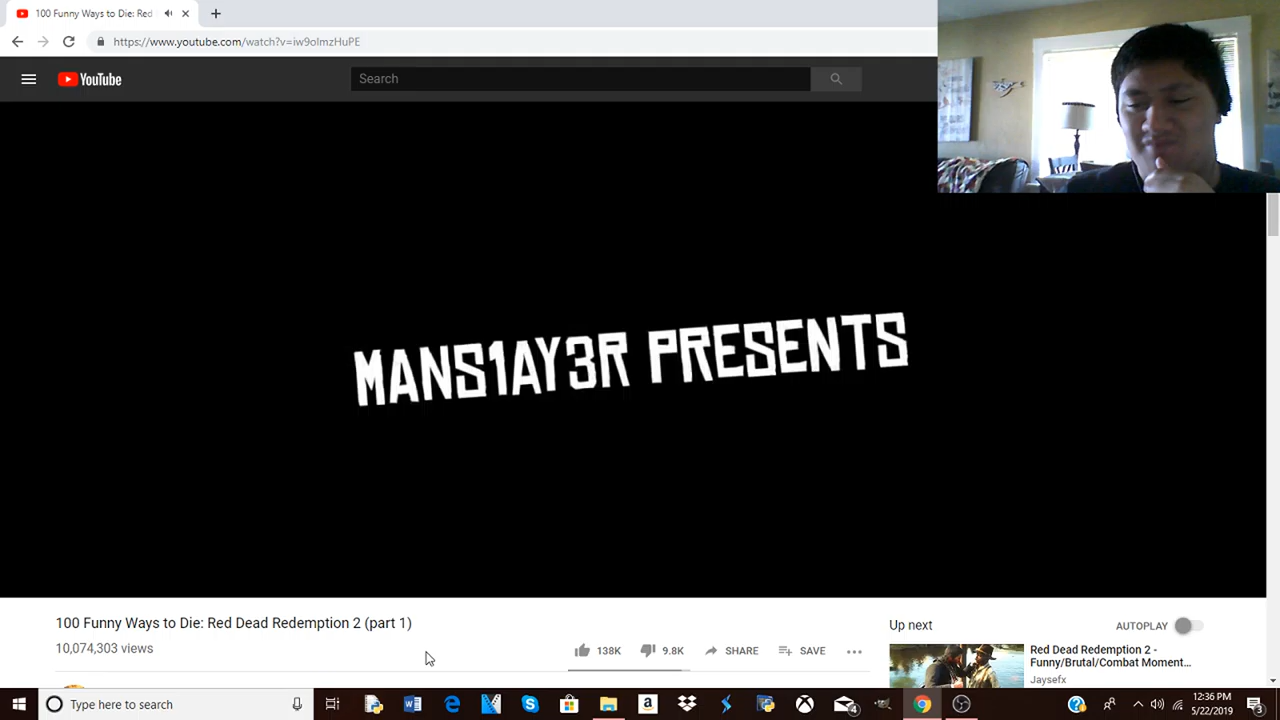 100 Funny Ways to Die: Red
https://www.youtube.com/watch?v=iw9olmzHuPE
YouTube
Search
MANS1AY3R PRESENTS
100 Funny Ways to Die: Red Dead Redemption 2 (part 1)
10,074,303 views
138K
9.8K
SHARE
SAVE
Up next
AUTOPLAY
Red Dead Redemption 2 -
Funny/Brutal/Combat Moment...
Jaysefx
Type here to search
4
12:36 PM
5/22/2019
3